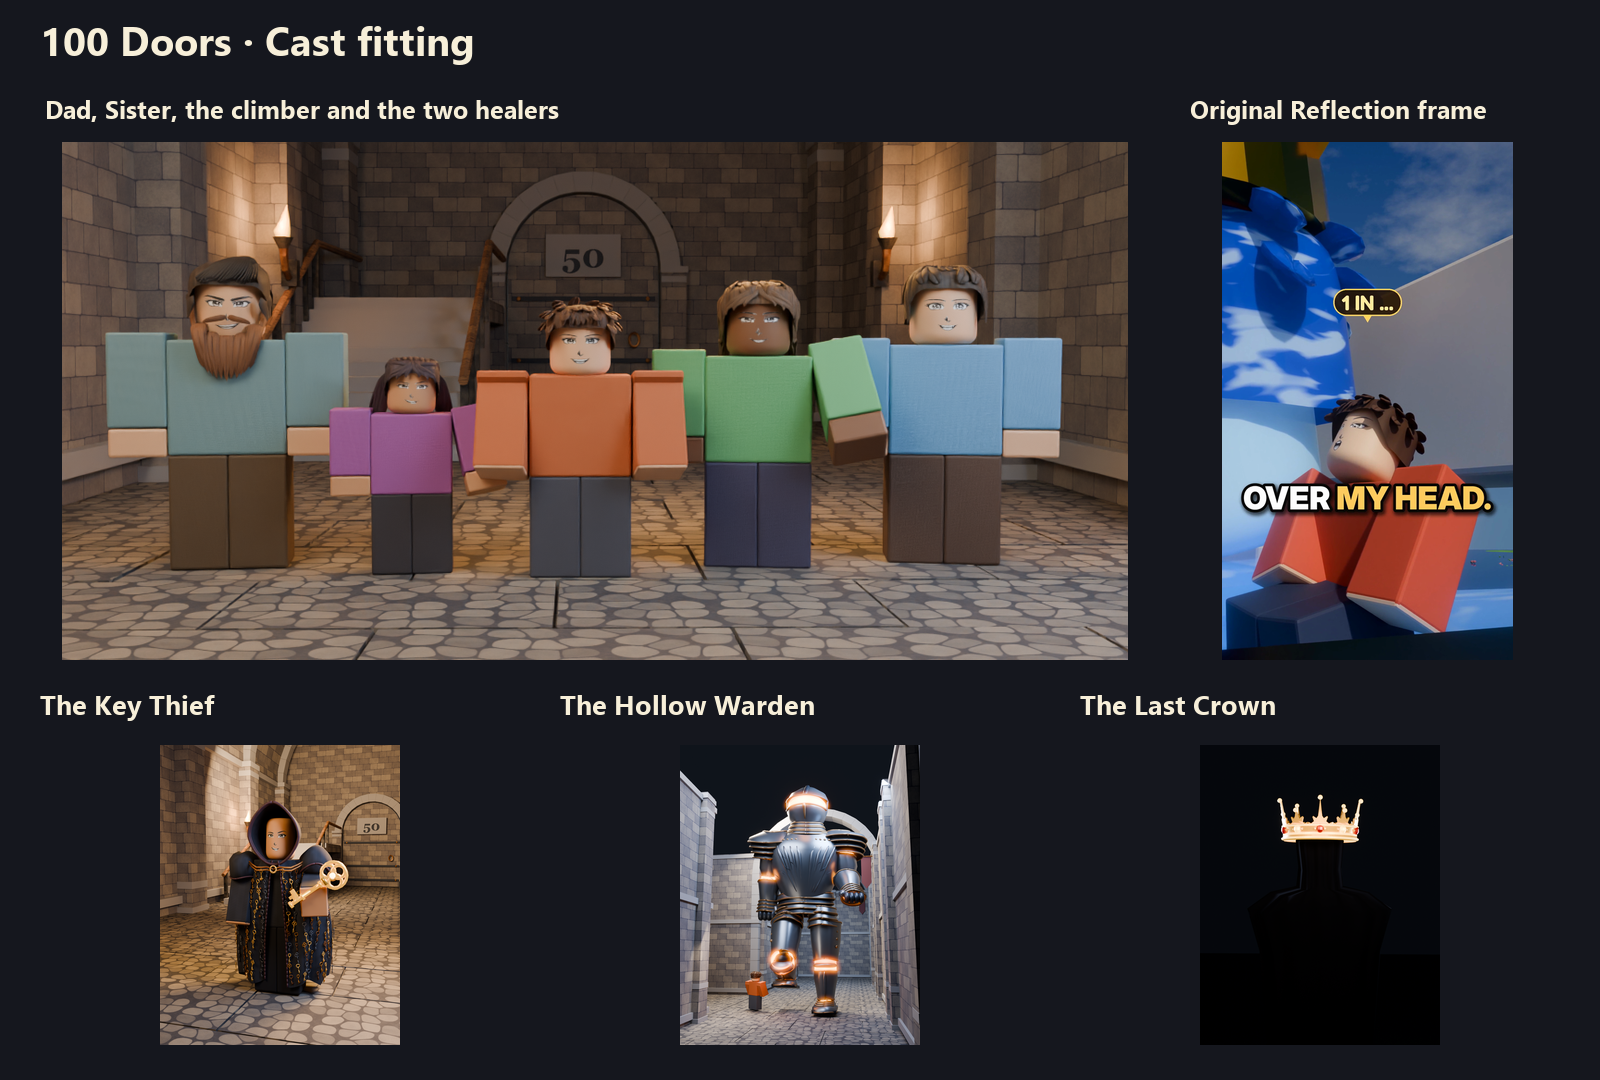 100 Doors · Cast fitting
Dad, Sister, the climber and the two healers
Original Reflection frame
50
1 IN ...
OVER MY HEAD.
The Key Thief
The Hollow Warden
The Last Crown
50